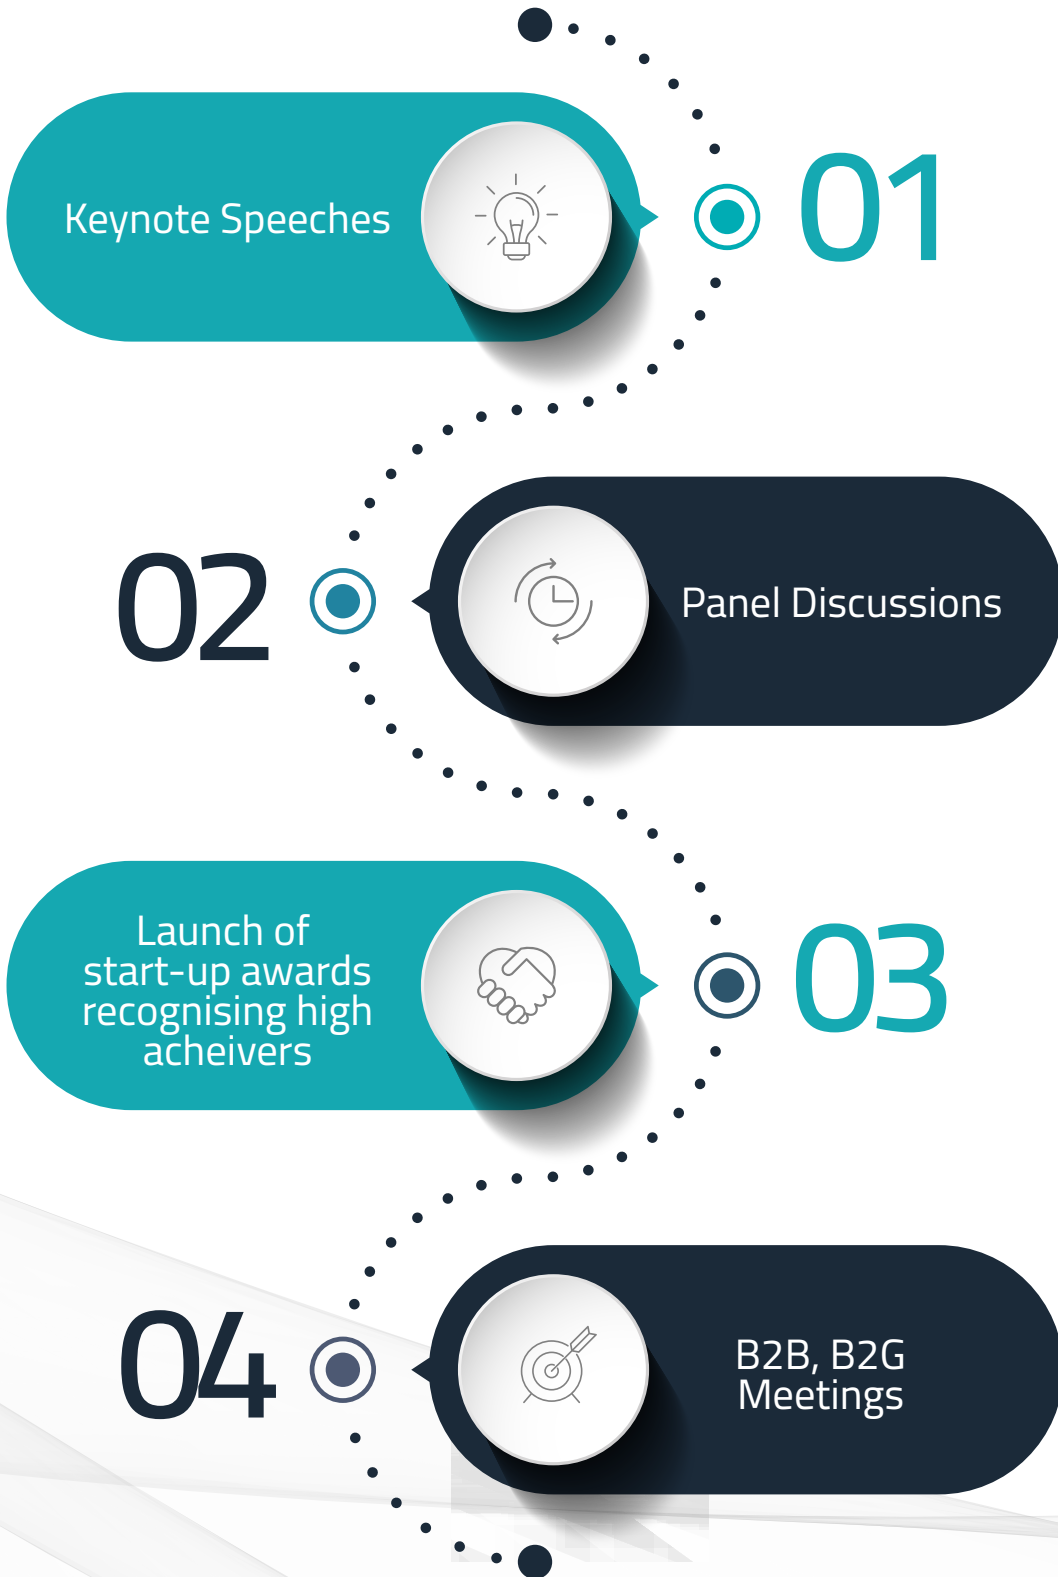 Keynote Speeches
01
02
Panel Discussions
Launch of
start-up awards
recognising high
acheivers
03
04
B2B, B2G
Meetings